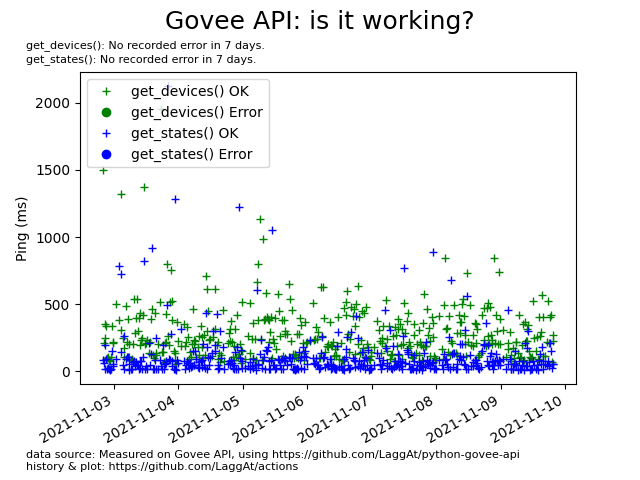 Govee API: is it working?
get_devices(): No recorded error in 7 days.
get_states(): No recorded error in 7 days.
get_devices() OK
get_devices() Error
get_states() OK
get_states() Error
Ping (ms)
2000
1500
1000
500
0
2021-11-03
2021-11-04
2021-11-05
2021-11-06
2021-11-07
2021-11-08
2021-11-09
2021-11-10
data source: Measured on Govee API, using https://github.com/LaggAt/python-govee-api
history & plot: https://github.com/LaggAt/actions